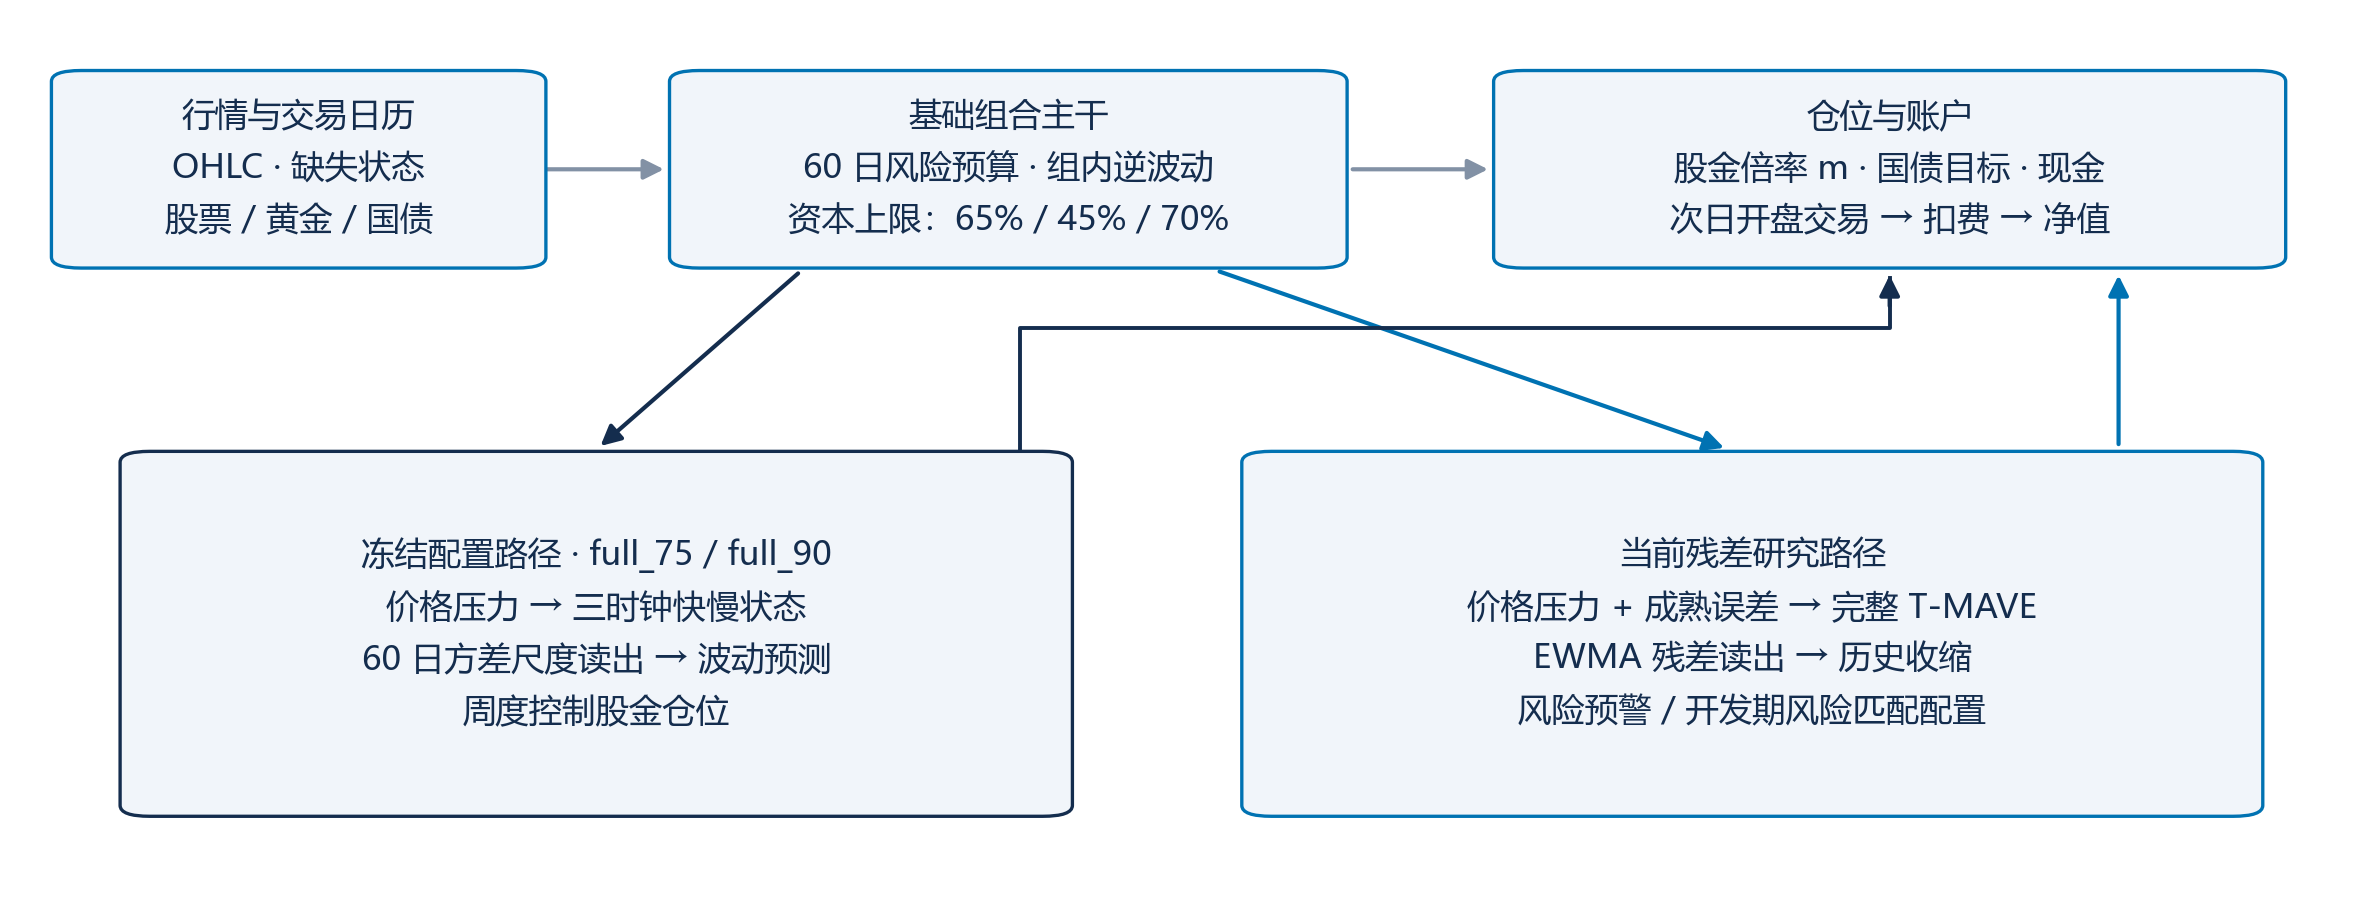 行情与交易日历
OHLC · 缺失状态
股票 / 黄金 / 国债
基础组合主干
60 日风险预算 · 组内逆波动
资本上限：65% / 45% / 70%
仓位与账户
股金倍率 m · 国债目标 · 现金
次日开盘交易 → 扣费 → 净值
冻结配置路径 · full_75 / full_90
价格压力 → 三时钟快慢状态
60 日方差尺度读出 → 波动预测
周度控制股金仓位
当前残差研究路径
价格压力 + 成熟误差 → 完整 T-MAVE
EWMA 残差读出 → 历史收缩
风险预警 / 开发期风险匹配配置